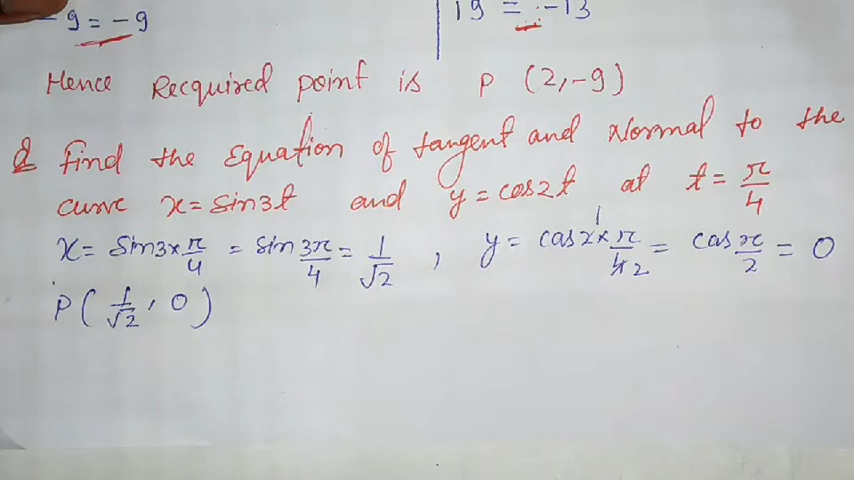 9 = -9
19 = -13
Hence Recquired point is P (2, -9)
Q find the Equation of tangent and Normal to the
curve x = sin3t and y = cos2t at t = π/4
x = sin3×π/4 = sin 3π/4 = 1/√2 , y = cos2×π/4 1 2 = cos π/2 = 0
P( 1/√2 , 0 )